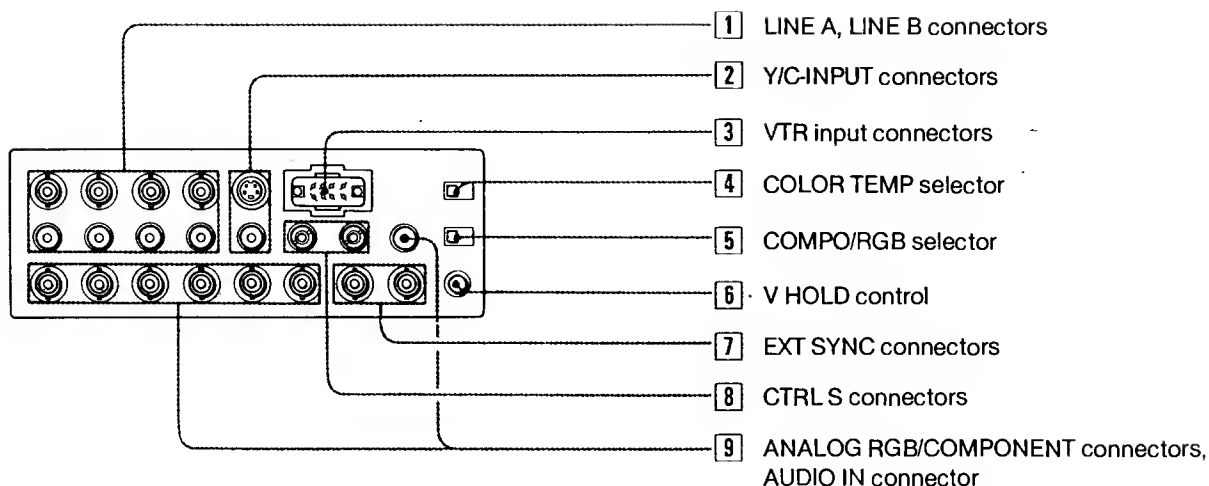 1 LINE A, LINE B connectors
2 Y/C-INPUT connectors
3 VTR input connectors
4 COLOR TEMP selector
5 COMPO/RGB selector
6 V HOLD control
7 EXT SYNC connectors
8 CTRL S connectors
9 ANALOG RGB/COMPONENT connectors,
AUDIO IN connector